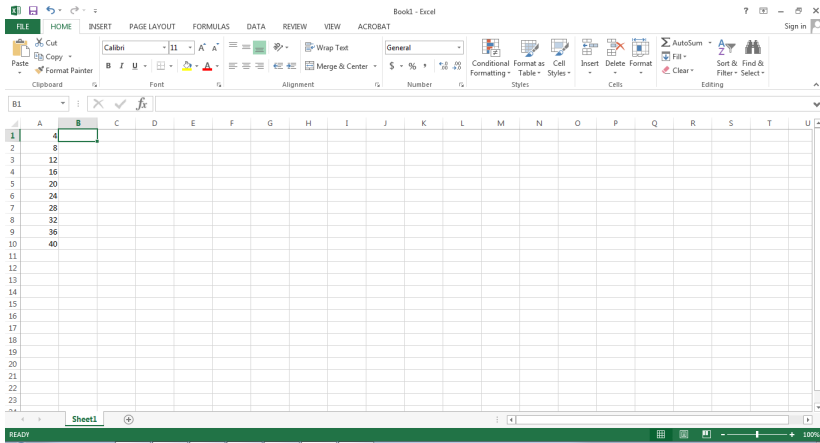 Book1 - Excel
? Sign in
FILE HOME INSERT PAGE LAYOUT FORMULAS DATA REVIEW VIEW ACROBAT
Paste Cut Copy Format Painter
Calibri 11 A A
B I U A
Wrap Text
Merge & Center
General
$ % ,
Conditional Formatting Format as Table Cell Styles
Insert Delete Format
AutoSum Fill Clear
Sort & Filter Find & Select
Clipboard Font Alignment Number Styles Cells Editing
B1 fx
A B C D E F G H I J K L M N O P Q R S T U
1 4
2 8
3 12
4 16
5 20
6 24
7 28
8 32
9 36
10 40
11
12
13
14
15
16
17
18
19
20
21
22
23
Sheet1
READY 100%